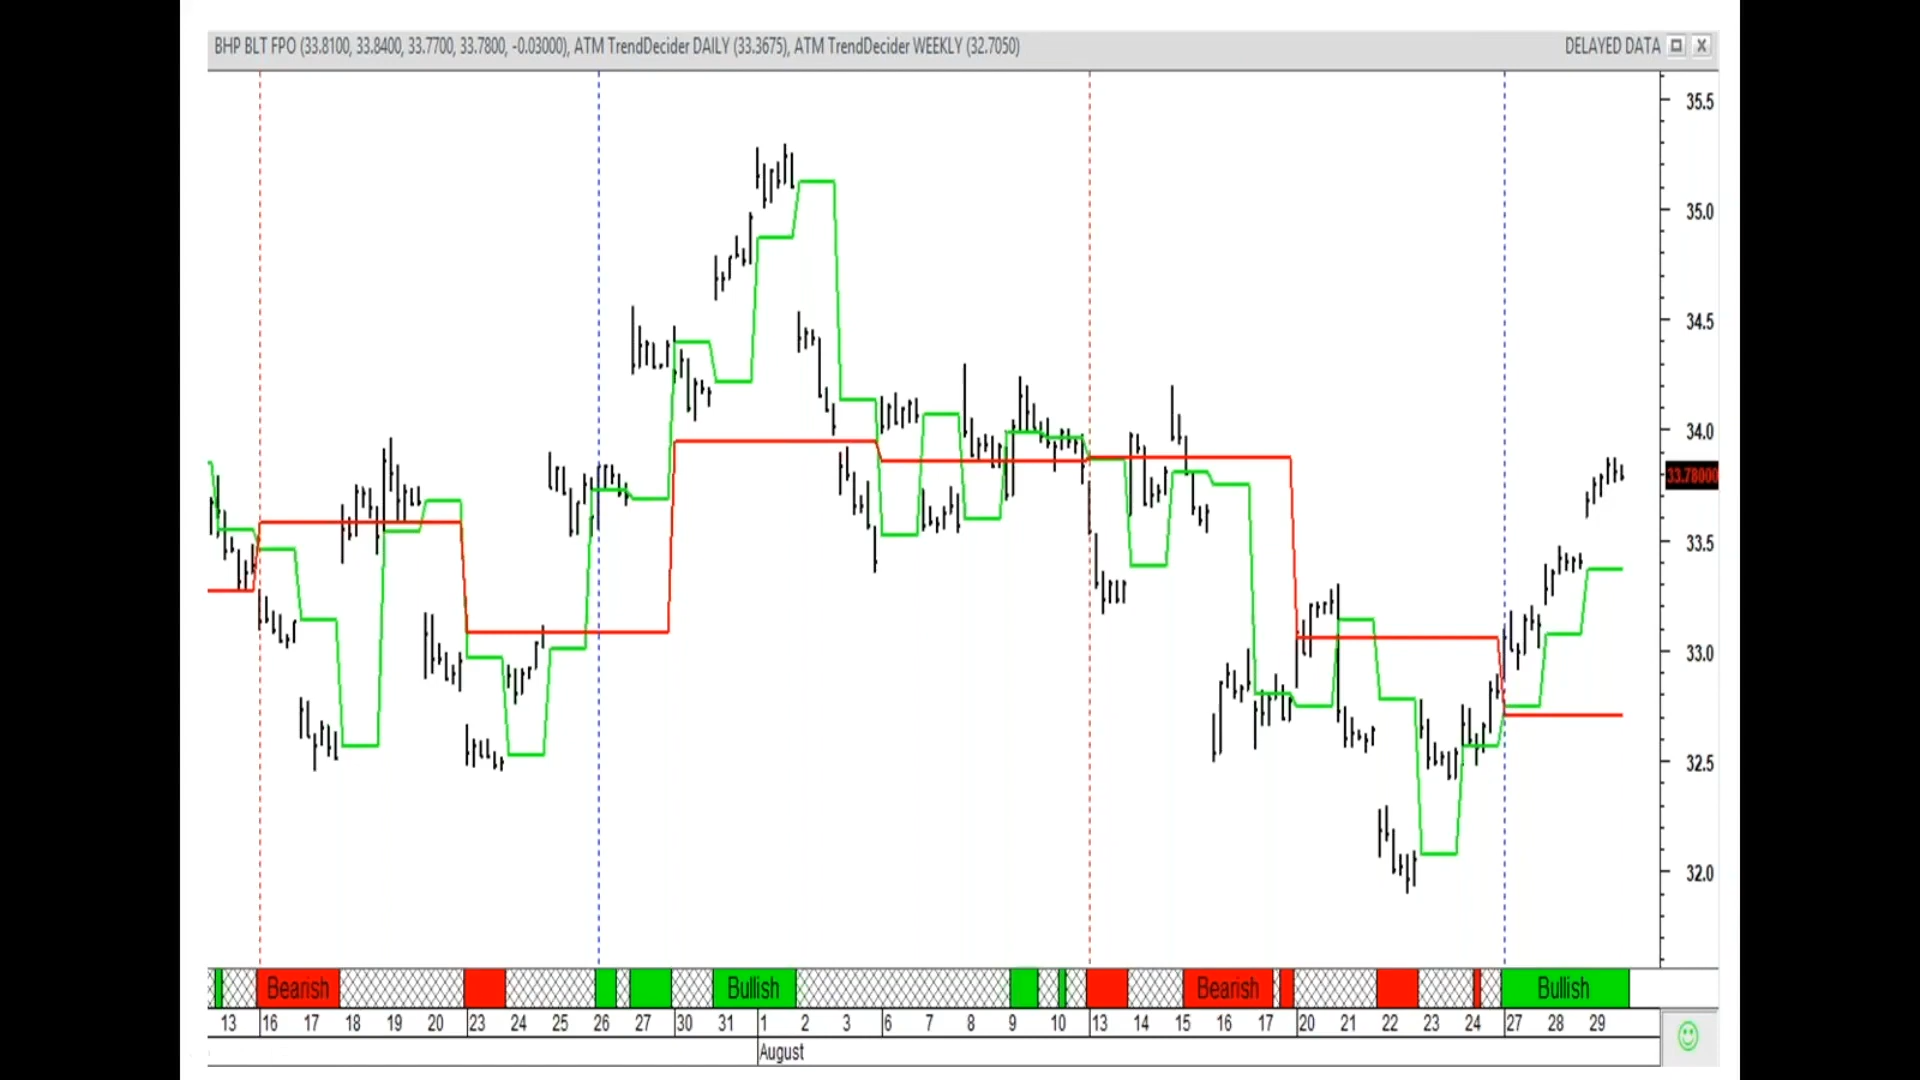 BHP BLT FPO (33.8100, 33.8400, 33.7700, 33.7800, -0.03000), ATM TrendDecider DAILY (33.3675), ATM TrendDecider WEEKLY (32.7050) DELAYED DATA
35.5
35.0
34.5
34.0
33.78000
33.5
33.0
32.5
32.0
Bearish Bullish Bearish Bullish
13 16 17 18 19 20 23 24 25 26 27 30 31 1 2 3 6 7 8 9 10 13 14 15 16 17 20 21 22 23 24 27 28 29
August